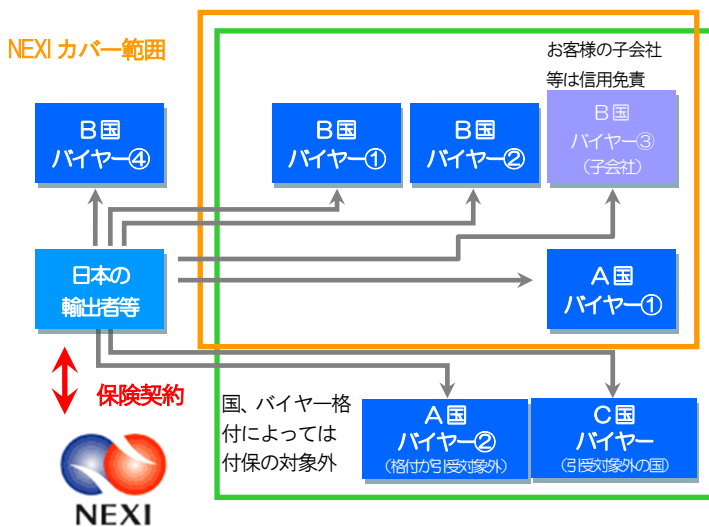 NEXI カバー範囲
お客様の子会社
等は信用免責
B国
バイヤー④
B国
バイヤー①
B国
バイヤー②
B国
バイヤー③
（子会社）
日本の
輸出者等
A国
バイヤー①
保険契約
国、バイヤー格
付によっては
付保の対象外
A国
バイヤー②
（格付が引受対象外）
C国
バイヤー
（引受対象外の国）
NEXI